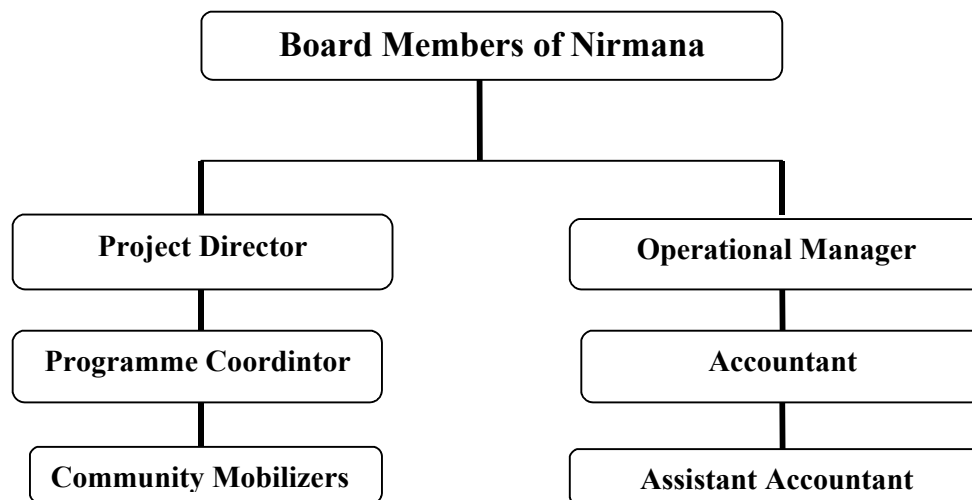 Board Members of Nirmana
Project Director
Operational Manager
Programme Coordintor
Accountant
Community Mobilizers
Assistant Accountant